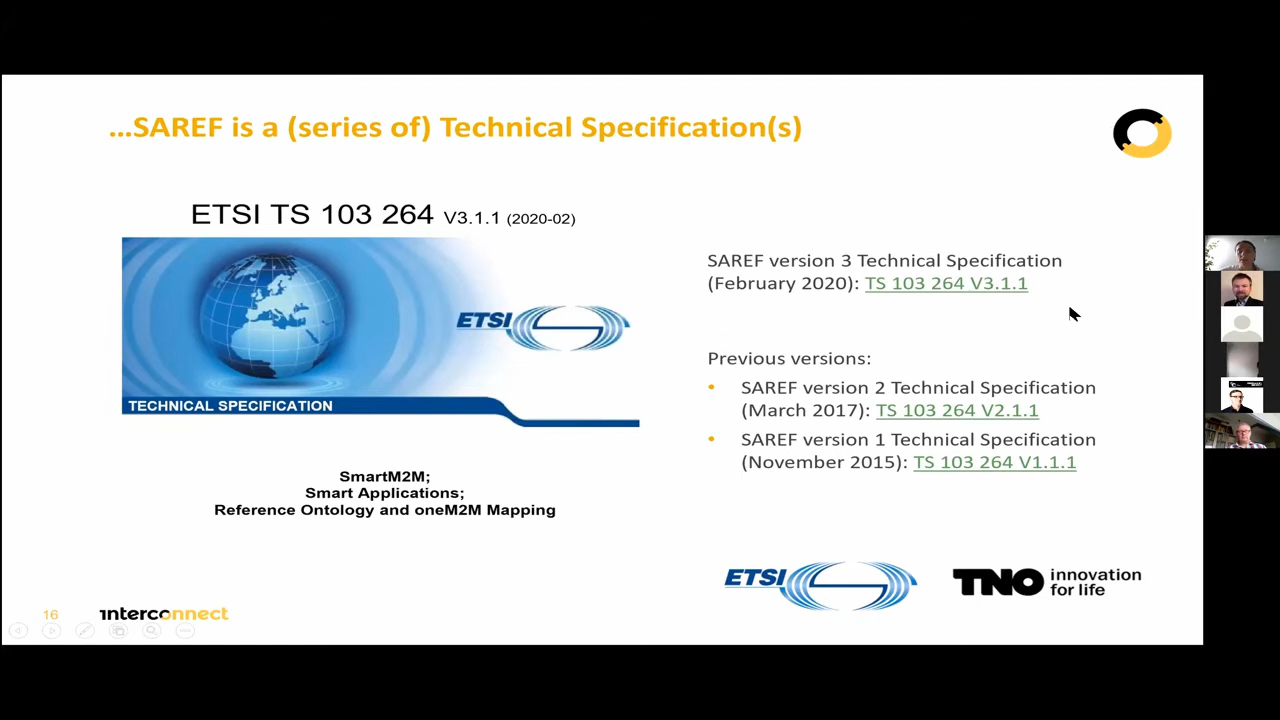 ...SAREF is a (series of) Technical Specification(s)
ETSI TS 103 264 V3.1.1 (2020-02)
ETSI
TECHNICAL SPECIFICATION
SmartM2M;
Smart Applications;
Reference Ontology and oneM2M Mapping
SAREF version 3 Technical Specification
(February 2020): TS 103 264 V3.1.1
Previous versions:
• SAREF version 2 Technical Specification
(March 2017): TS 103 264 V2.1.1
• SAREF version 1 Technical Specification
(November 2015): TS 103 264 V1.1.1
ETSI
TNO innovation
for life
16
interconnect